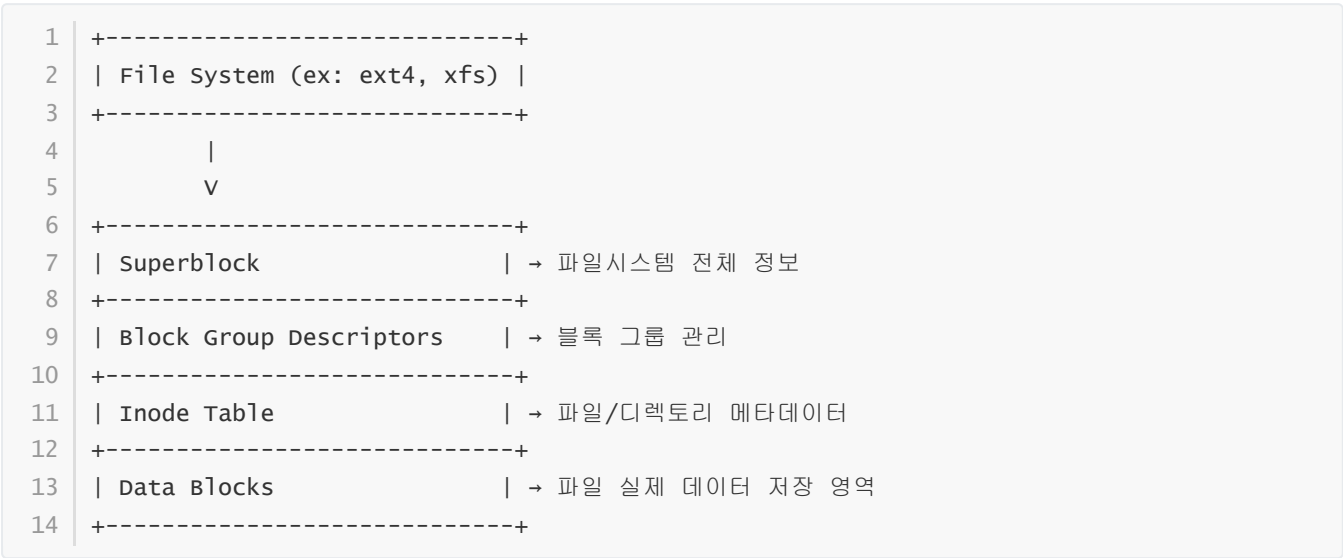 1 +-----------------------------+
2 | File System (ex: ext4, xfs) |
3 +-----------------------------+
4         |
5         V
6 +-----------------------------+
7 | Superblock                  | → 파일시스템 전체 정보
8 +-----------------------------+
9 | Block Group Descriptors     | → 블록 그룹 관리
10 +-----------------------------+
11 | Inode Table                 | → 파일/디렉토리 메타데이터
12 +-----------------------------+
13 | Data Blocks                 | → 파일 실제 데이터 저장 영역
14 +-----------------------------+